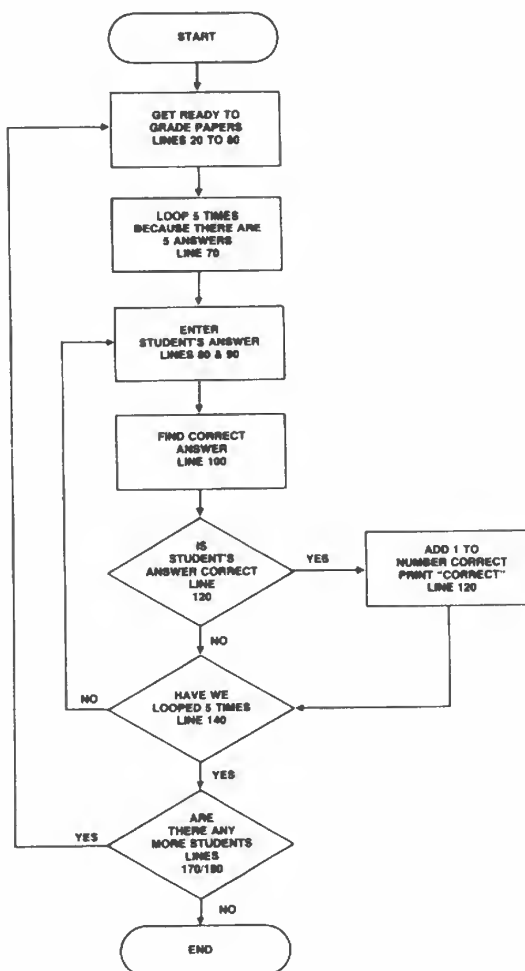 START
GET READY TO
GRADE PAPERS
LINES 20 TO 60
LOOP 5 TIMES
BECAUSE THERE ARE
5 ANSWERS
LINE 70
ENTER
STUDENT'S ANSWER
LINES 80 & 90
FIND CORRECT
ANSWER
LINE 100
IS
STUDENT'S
ANSWER CORRECT
LINE
120
YES
ADD 1 TO
NUMBER CORRECT
PRINT "CORRECT"
LINE 120
NO
HAVE WE
LOOPED 5 TIMES
LINE 140
NO
YES
ARE
THERE ANY
MORE STUDENTS
LINES
170/190
YES
NO
END